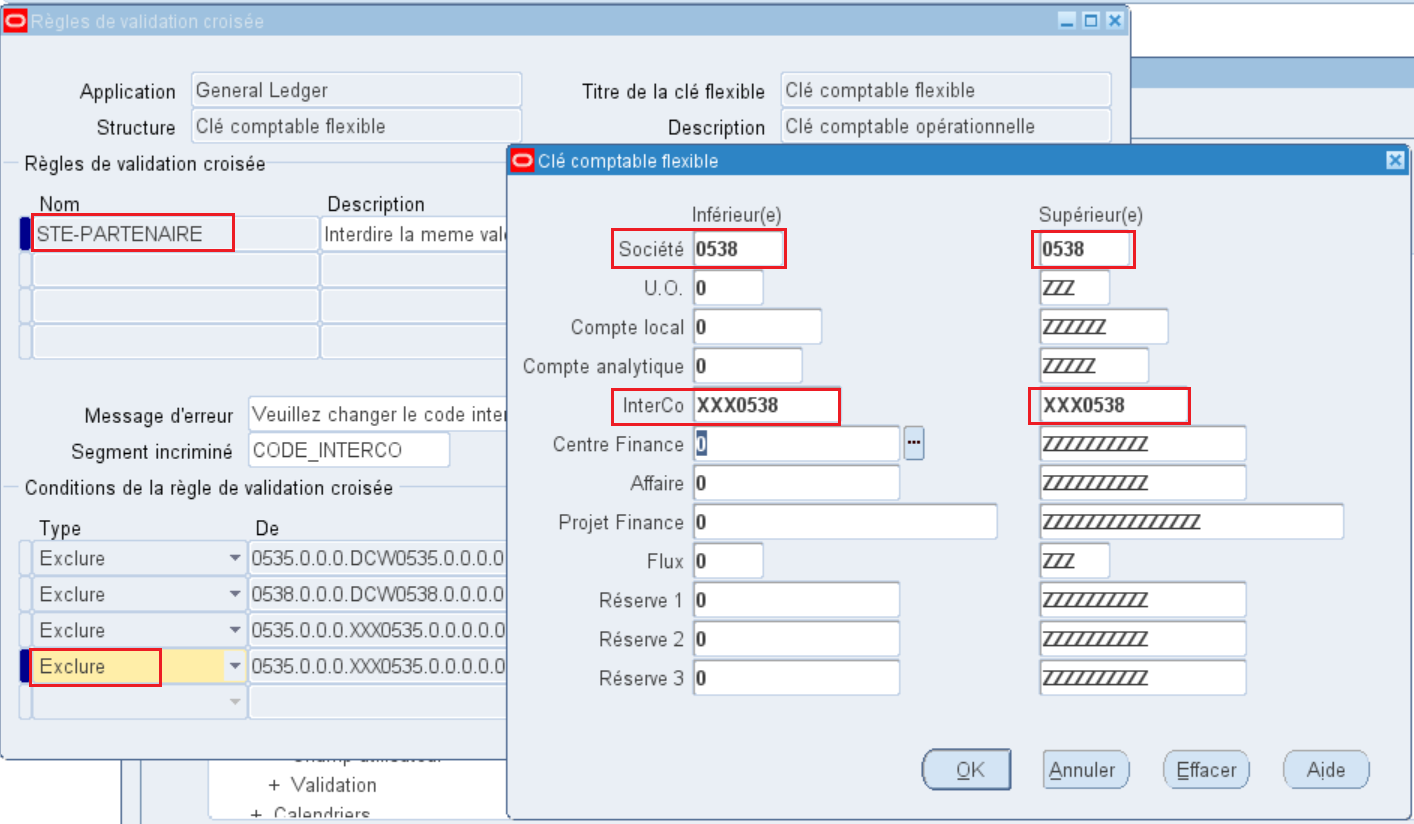 Règles de validation croisée
Application General Ledger Titre de la clé flexible Clé comptable flexible
Structure Clé comptable flexible Description Clé comptable opérationnelle
Règles de validation croisée
Nom Description
STE-PARTENAIRE Interdire la meme
Message d'erreur Veuillez changer le code
Segment incriminé CODE_INTERCO
Conditions de la règle de validation croisée
Type De
Exclure 0535.0.0.0.DCW0535.0.0.0.0
Exclure 0538.0.0.0.DCW0538.0.0.0.0
Exclure 0535.0.0.0.XXX0535.0.0.0.0
Exclure 0535.0.0.0.XXX0535.0.0.0.0
+ Validation
+ Calendriers
Clé comptable flexible
Inférieur(e) Supérieur(e)
Société 0538 0538
U.O. 0 ZZZ
Compte local 0 ZZZZZZ
Compte analytique 0 ZZZZZ
InterCo XXX0538 XXX0538
Centre Finance 0 ... ZZZZZZZZZZ
Affaire 0 ZZZZZZZZZZ
Projet Finance 0 ZZZZZZZZZZZZZZZ
Flux 0 ZZZ
Réserve 1 0 ZZZZZZZZZZ
Réserve 2 0 ZZZZZZZZZZ
Réserve 3 0 ZZZZZZZZZZ
OK Annuler Effacer Aide